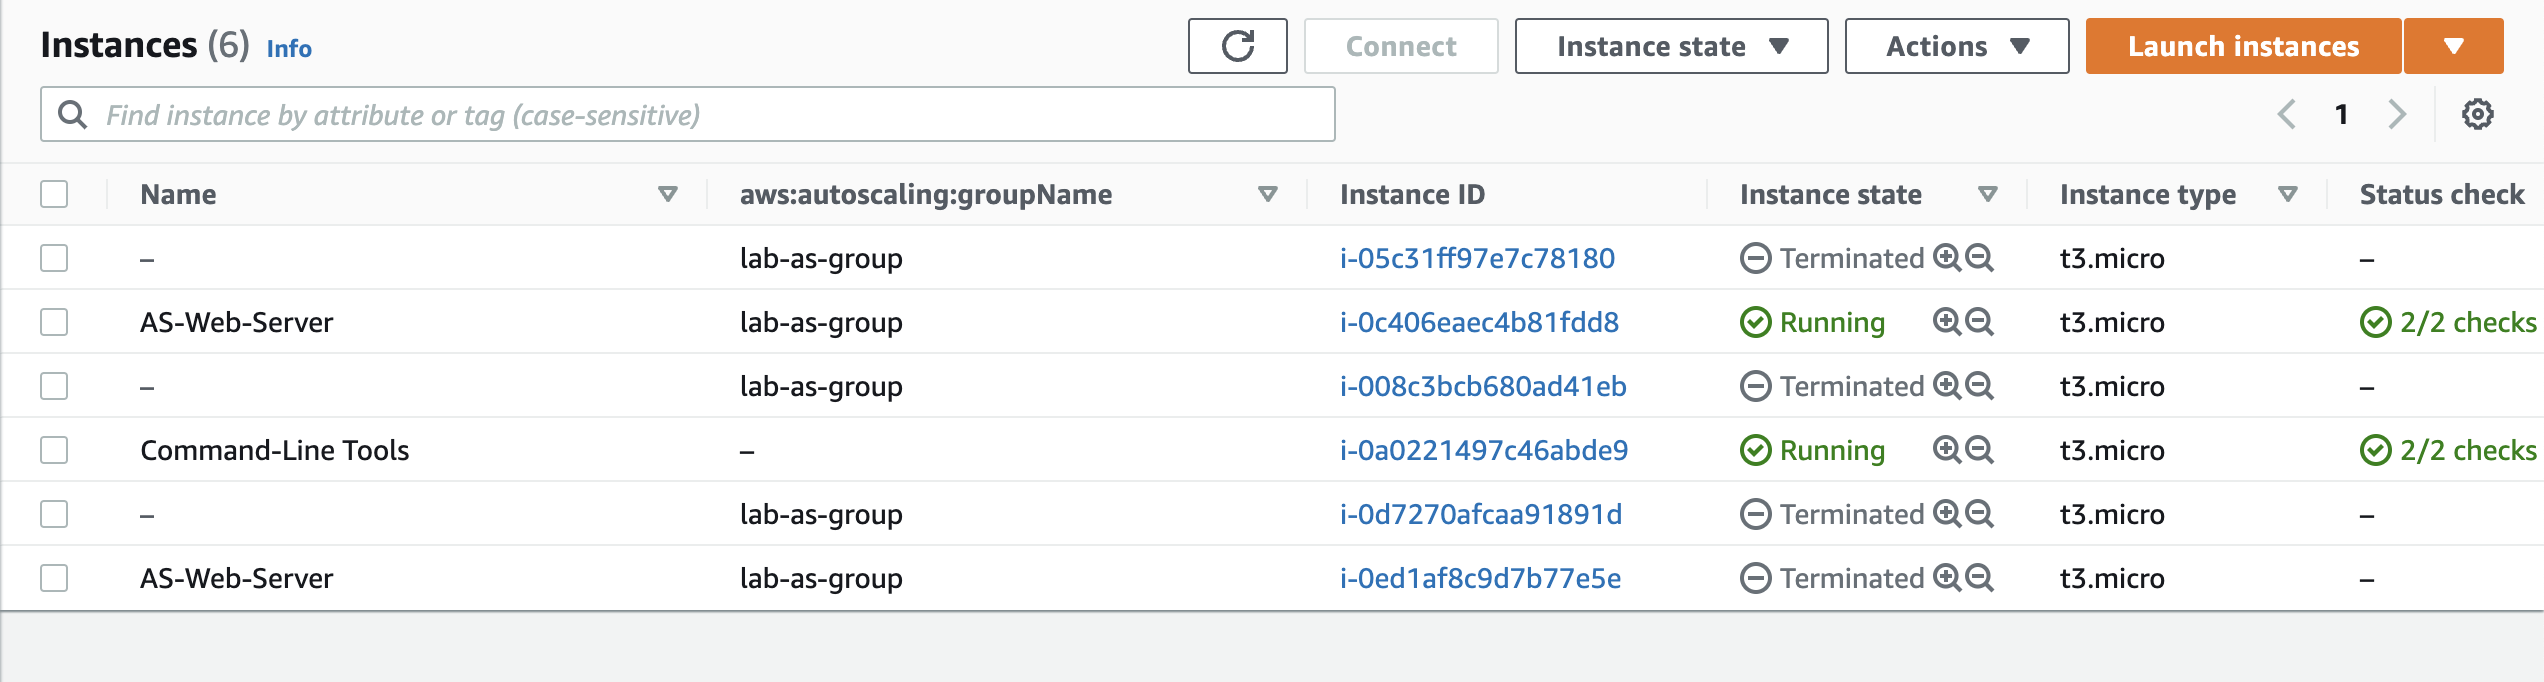 Instances (6) Info
Connect
Instance state
Actions
Launch instances
Find instance by attribute or tag (case-sensitive)
1
Name aws:autoscaling:groupName Instance ID Instance state Instance type Status check
– lab-as-group i-05c31ff97e7c78180 Terminated t3.micro –
AS-Web-Server lab-as-group i-0c406eaec4b81fdd8 Running t3.micro 2/2 checks
– lab-as-group i-008c3bcb680ad41eb Terminated t3.micro –
Command-Line Tools – i-0a0221497c46abde9 Running t3.micro 2/2 checks
– lab-as-group i-0d7270afcaa91891d Terminated t3.micro –
AS-Web-Server lab-as-group i-0ed1af8c9d7b77e5e Terminated t3.micro –